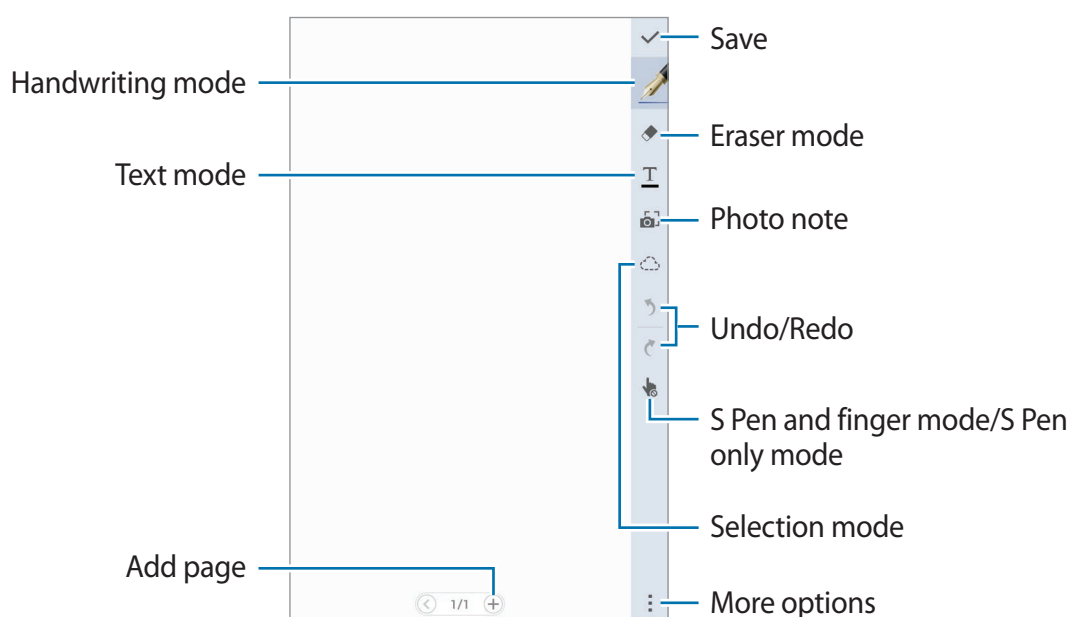 Save
Handwriting mode
Eraser mode
Text mode
T
Photo note
Undo/Redo
S Pen and finger mode/S Pen
only mode
Selection mode
Add page
1/1
More options